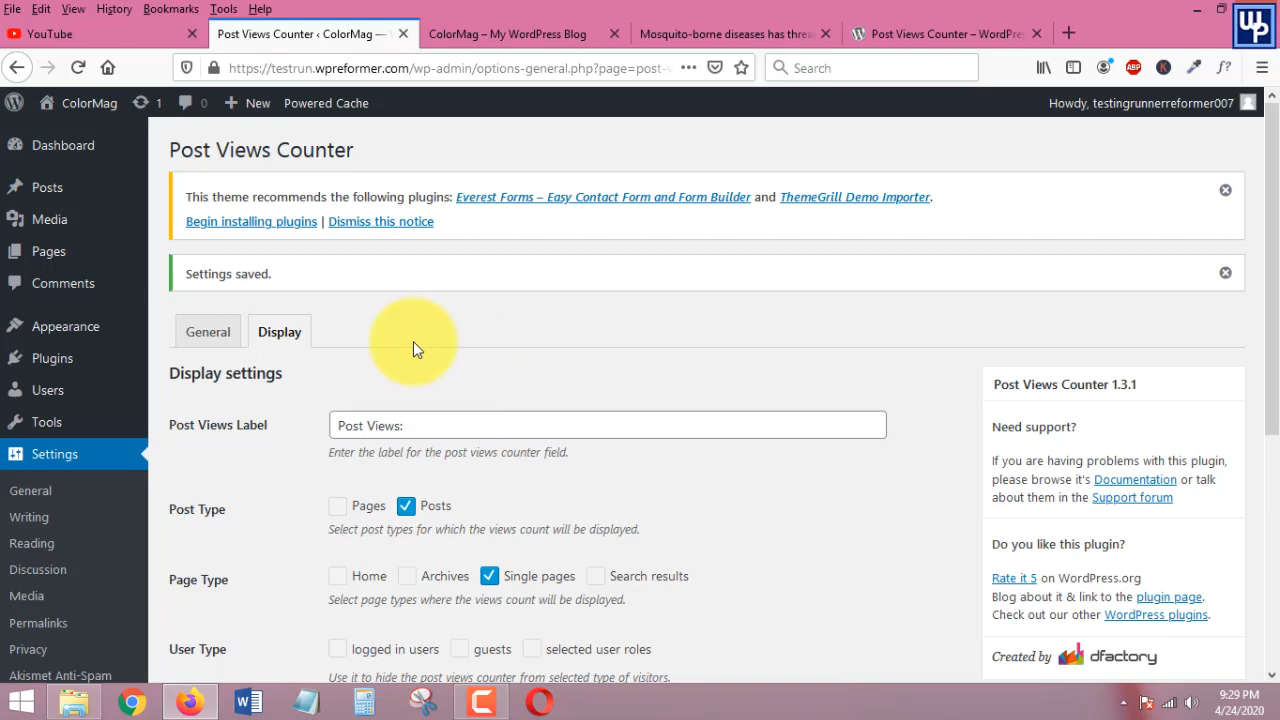 File Edit View History Bookmarks Tools Help
YouTube
Post Views Counter ‹ ColorMag —
ColorMag – My WordPress Blog
Mosquito-borne diseases has threa
Post Views Counter – WordPre
https://testrun.wpreformer.com/wp-admin/options-general.php?page=post-
Search
ABP
K
f?
ColorMag 1 0 New Powered Cache Howdy, testingrunnerreformer007
Dashboard
Posts
Media
Pages
Comments
Appearance
Plugins
Users
Tools
Settings
General
Writing
Reading
Discussion
Media
Permalinks
Privacy
Akismet Anti-Spam
Post Views Counter
This theme recommends the following plugins: Everest Forms – Easy Contact Form and Form Builder and ThemeGrill Demo Importer.
Begin installing plugins | Dismiss this notice
Settings saved.
General Display
Display settings
Post Views Label
Post Views:
Enter the label for the post views counter field.
Post Type
Pages Posts
Select post types for which the views count will be displayed.
Page Type
Home Archives Single pages Search results
Select page types where the views count will be displayed.
User Type
logged in users guests selected user roles
Use it to hide the post views counter from selected type of visitors.
Post Views Counter 1.3.1
Need support?
If you are having problems with this plugin,
please browse it's Documentation or talk
about them in the Support forum
Do you like this plugin?
Rate it 5 on WordPress.org
Blog about it & link to the plugin page.
Check out our other WordPress plugins.
Created by dfactory
9:29 PM
4/24/2020